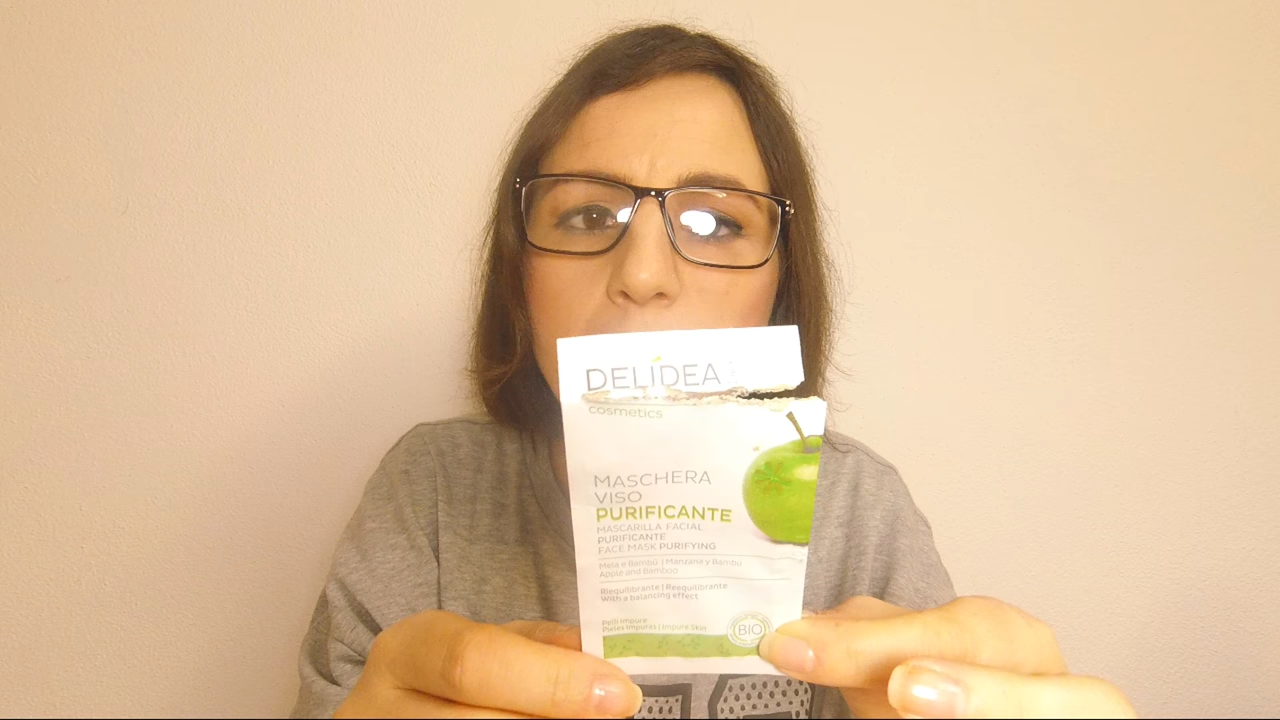 DELIDEA
cosmetics
MASCHERA
VISO
PURIFICANTE
MASCARILLA FACIAL
PURIFICANTE
FACE MASK PURIFYING
Mela e Bambù | Manzana y Bambú
Apple and Bamboo
Riequilibrante | Reequilibrante
With a balancing effect
Pelli Impure
Pieles Impuras | Impure Skin
BIO